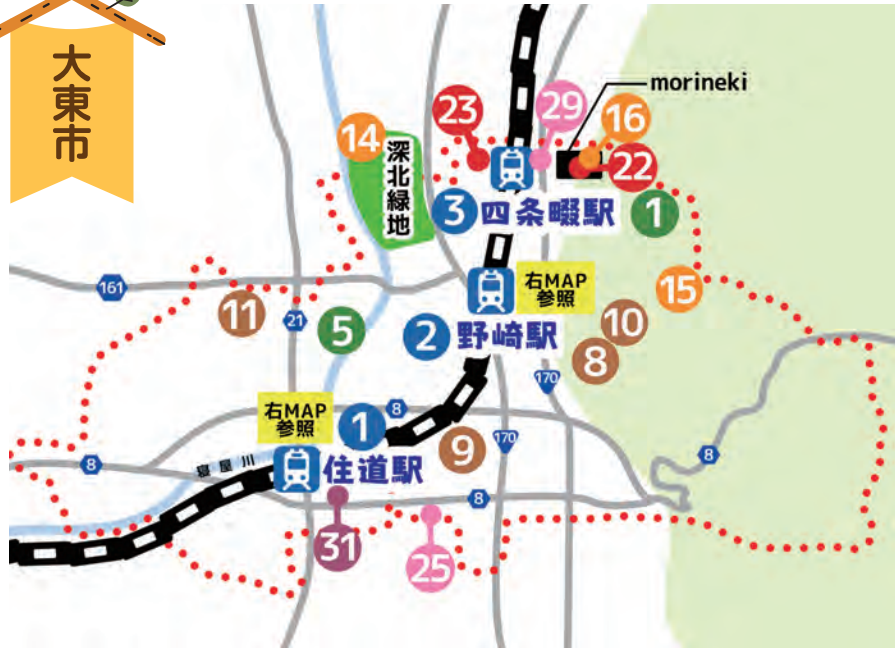 大東市
morineki
23
29
16
14
22
深北緑地
3
四条畷駅
1
161
右MAP
参照
15
11
21
5
2
野崎駅
10
8
170
右MAP
参照
1
8
9
170
8
寝屋川
住道駅
8
8
31
25